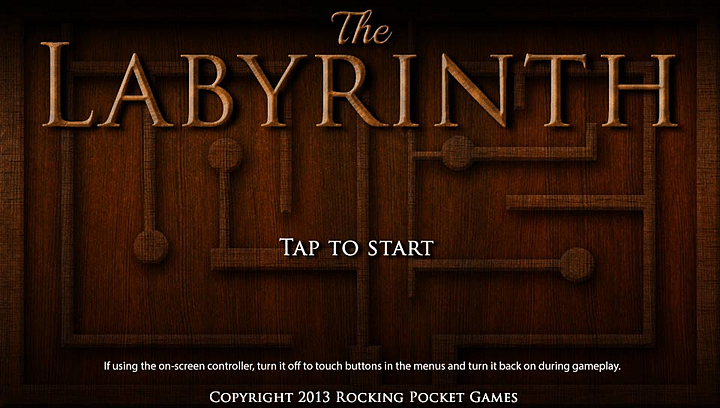 The
LABYRINTH
TAP TO START
If using the on-screen controller, turn it off to touch buttons in the menus and turn it back on during gameplay.
COPYRIGHT 2013 ROCKING POCKET GAMES